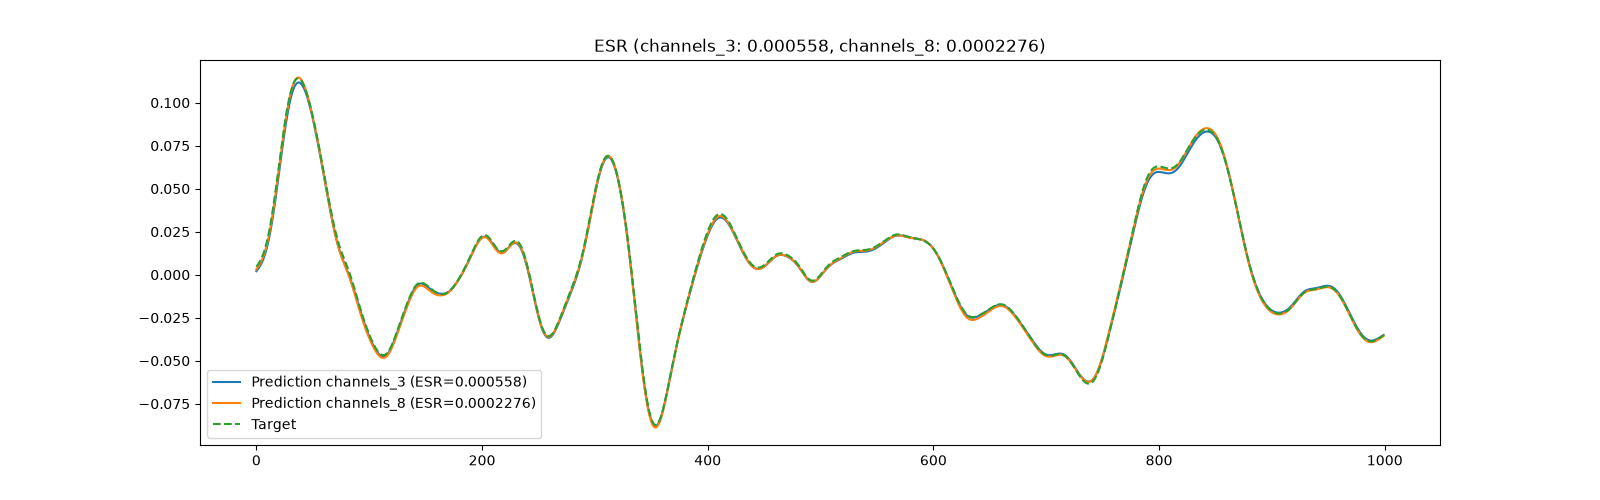 ESR (channels_3: 0.000558, channels_8: 0.0002276)
0.100
0.075
0.050
0.025
0.000
−0.025
−0.050
−0.075
Prediction channels_3 (ESR=0.000558)
Prediction channels_8 (ESR=0.0002276)
Target
0 200 400 600 800 1000